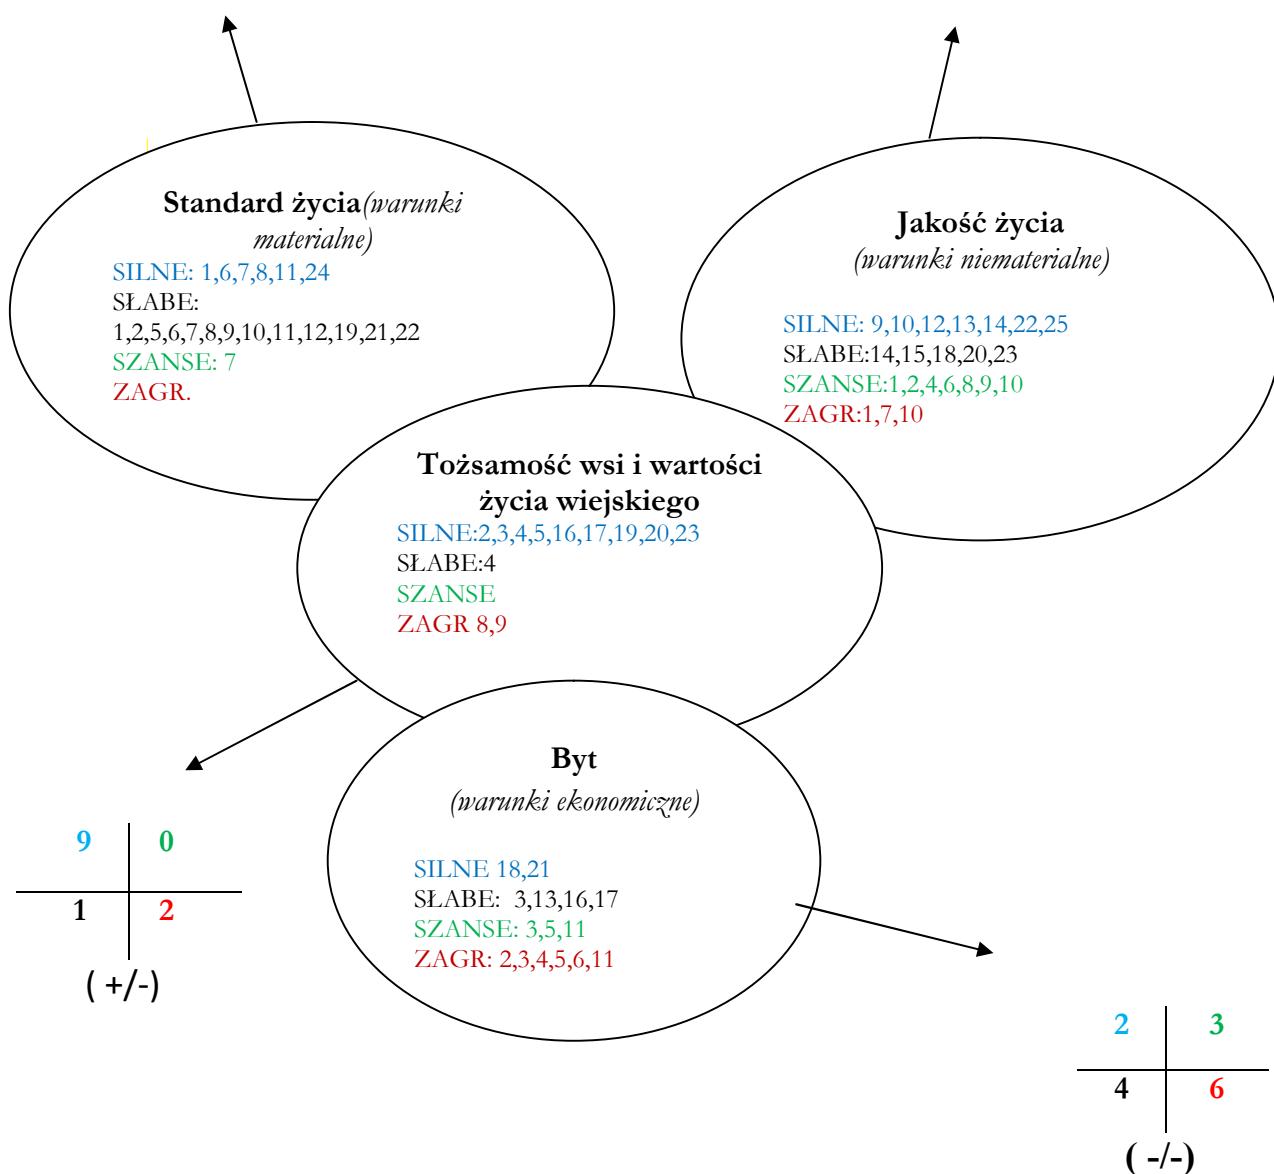 Standard życia(warunki
materialne)
SILNE: 1,6,7,8,11,24
SŁABE:
1,2,5,6,7,8,9,10,11,12,19,21,22
SZANSE: 7
ZAGR.
Jakość życia
(warunki niematerialne)
SILNE: 9,10,12,13,14,22,25
SŁABE:14,15,18,20,23
SZANSE:1,2,4,6,8,9,10
ZAGR:1,7,10
Tożsamość wsi i wartości
życia wiejskiego
SILNE:2,3,4,5,16,17,19,20,23
SŁABE:4
SZANSE
ZAGR 8,9
Byt
(warunki ekonomiczne)
SILNE 18,21
SŁABE: 3,13,16,17
SZANSE: 3,5,11
ZAGR: 2,3,4,5,6,11
9 0
1 2
( +/-)
2 3
4 6
( -/-)